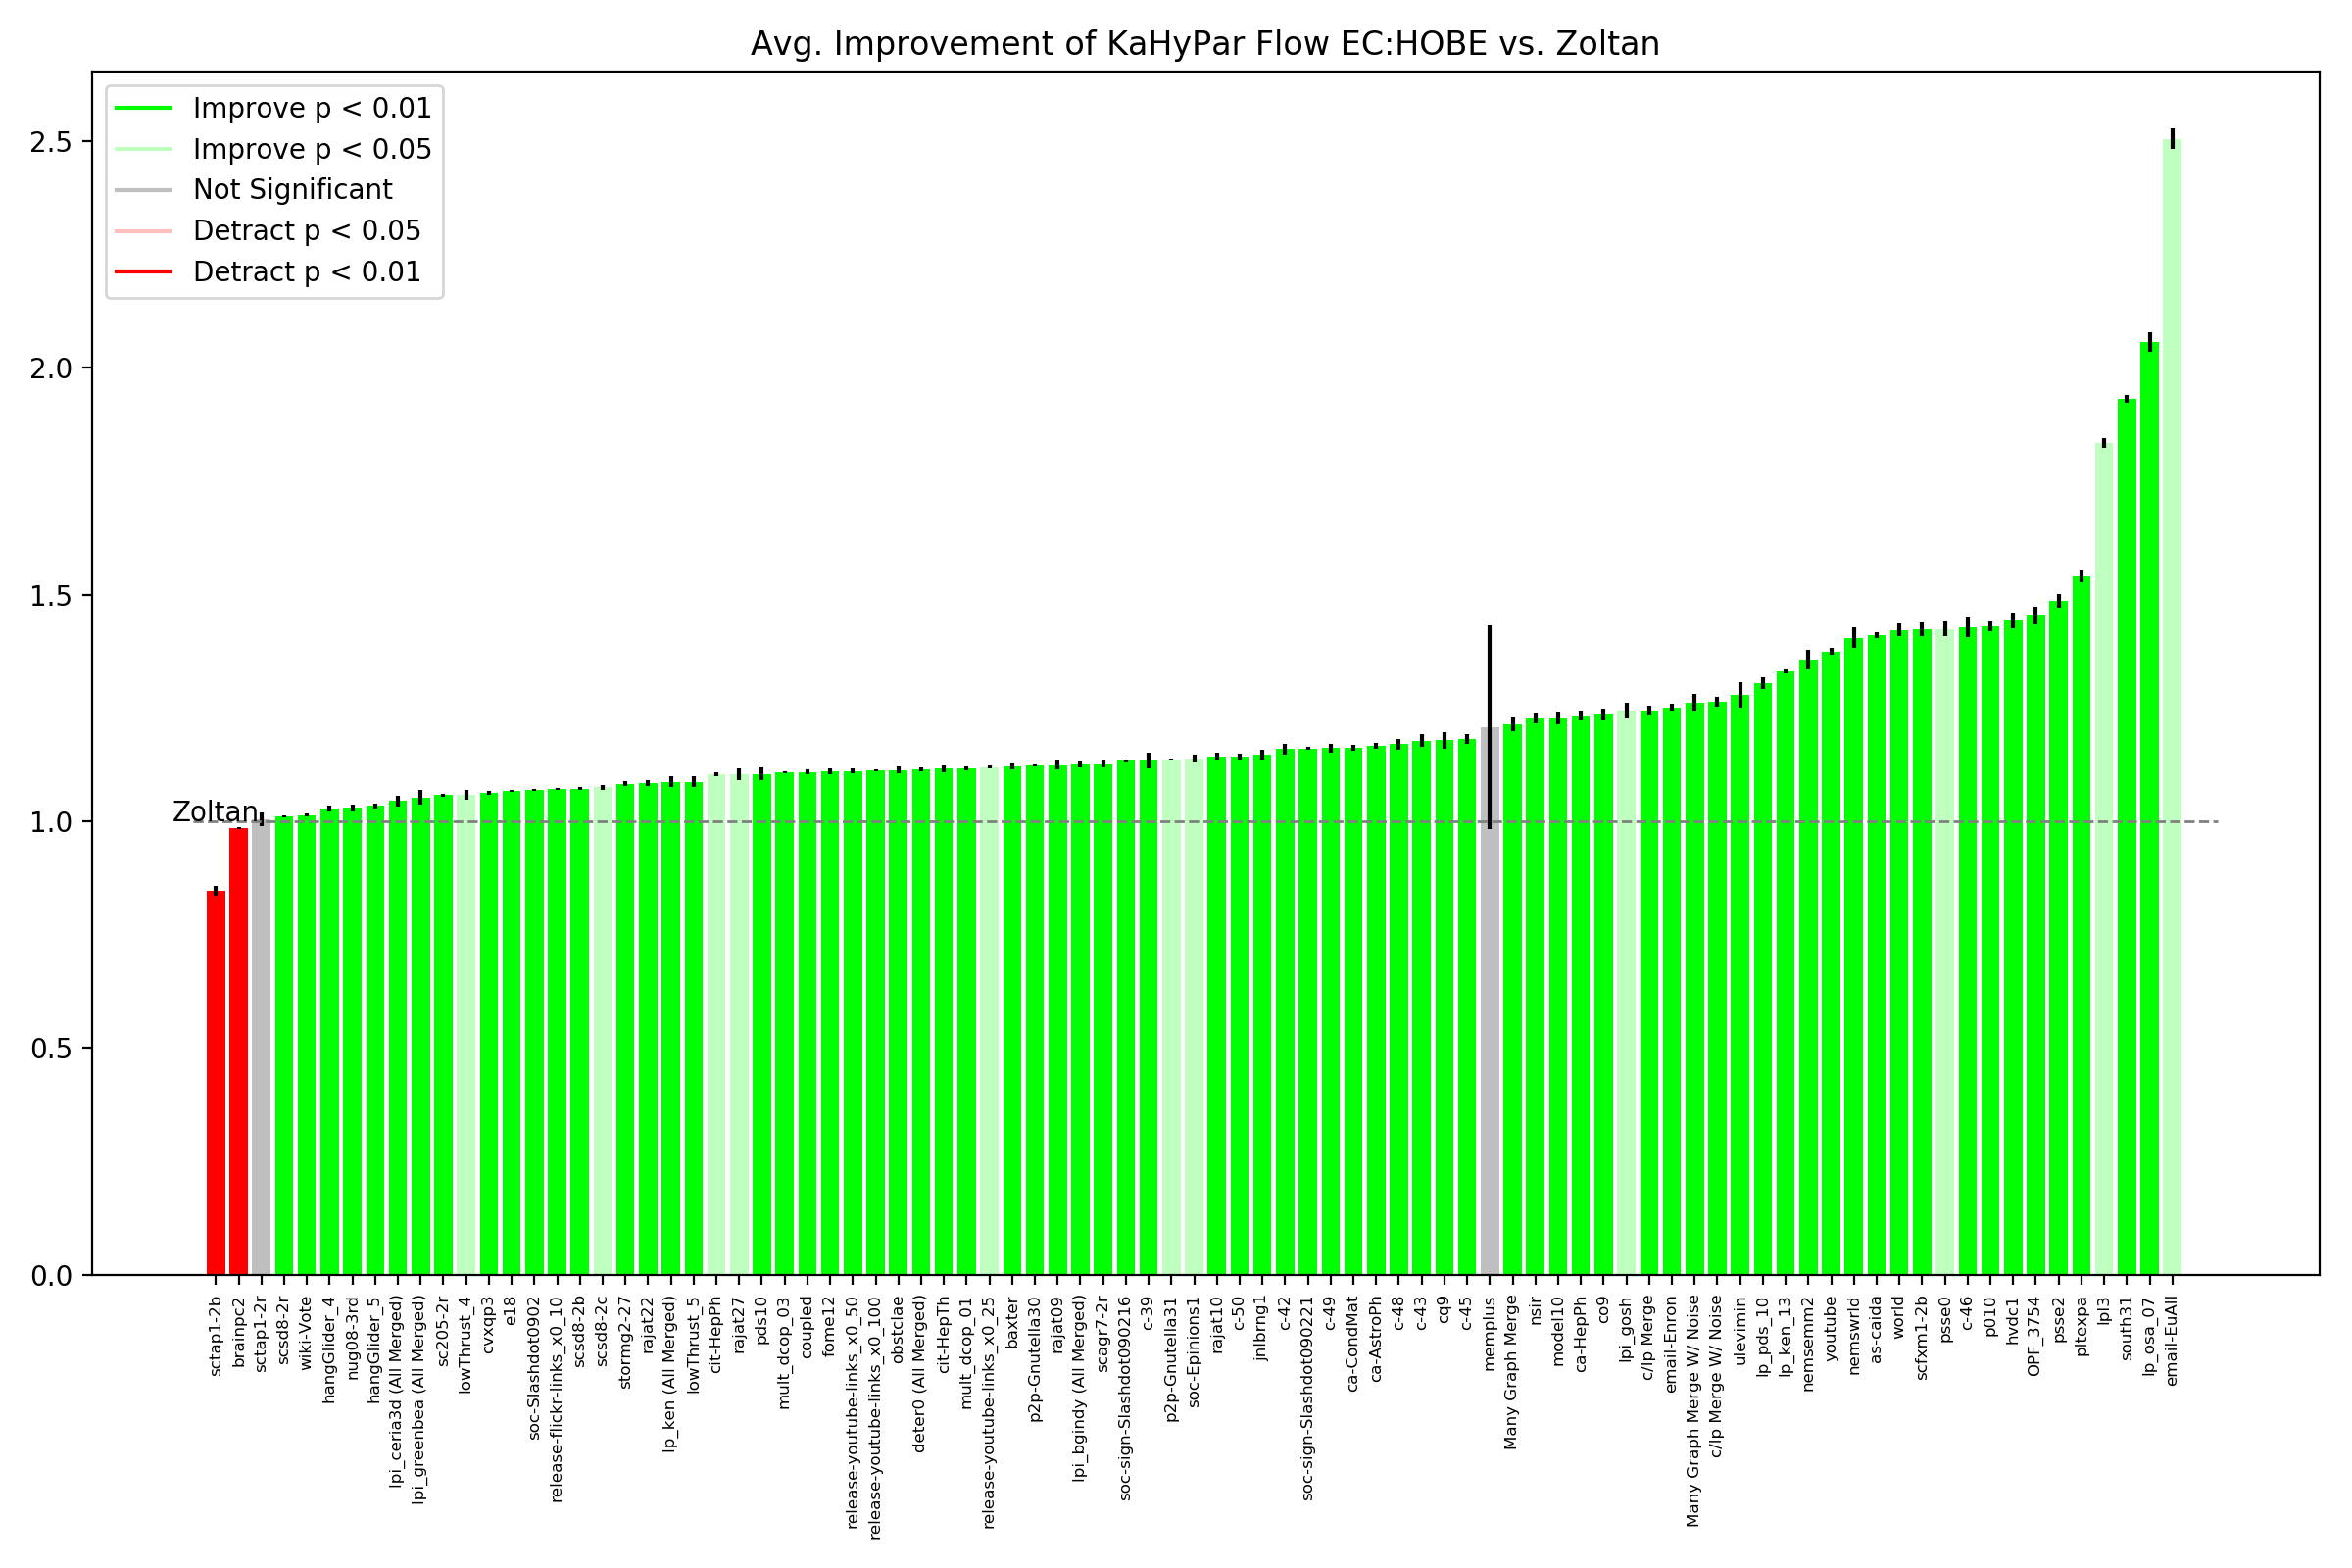 Avg. Improvement of KaHyPar Flow EC:HOBE vs. Zoltan
Improve p < 0.01
Improve p < 0.05
Not Significant
Detract p < 0.05
Detract p < 0.01
2.5
2.0
1.5
1.0
0.5
0.0
Zoltan
sctap1-2b
brainpc2
sctap1-2r
scsd8-2r
wiki-Vote
hangGlider_4
nug08-3rd
hangGlider_5
lpi_ceria3d (All Merged)
lpi_greenbea (All Merged)
sc205-2r
lowThrust_4
cvxqp3
e18
soc-Slashdot0902
release-flickr-links_x0_10
scsd8-2b
scsd8-2c
stormg2-27
rajat22
lp_ken (All Merged)
lowThrust_5
cit-HepPh
rajat27
pds10
mult_dcop_03
coupled
fome12
release-youtube-links_x0_50
release-youtube-links_x0_100
obstclae
deter0 (All Merged)
cit-HepTh
mult_dcop_01
release-youtube-links_x0_25
baxter
p2p-Gnutella30
rajat09
lpi_bgindy (All Merged)
scagr7-2r
soc-sign-Slashdot090216
c-39
p2p-Gnutella31
soc-Epinions1
rajat10
c-50
jnlbrng1
c-42
soc-sign-Slashdot090221
c-49
ca-CondMat
ca-AstroPh
c-48
c-43
cq9
c-45
memplus
Many Graph Merge
nsir
model10
ca-HepPh
co9
lpi_gosh
c/lp Merge
email-Enron
Many Graph Merge W/ Noise
c/lp Merge W/ Noise
ulevimin
lp_pds_10
lp_ken_13
nemsemm2
youtube
nemswrld
as-caida
world
scfxm1-2b
psse0
c-46
p010
hvdc1
OPF_3754
psse2
pltexpa
lpl3
south31
lp_osa_07
email-EuAll